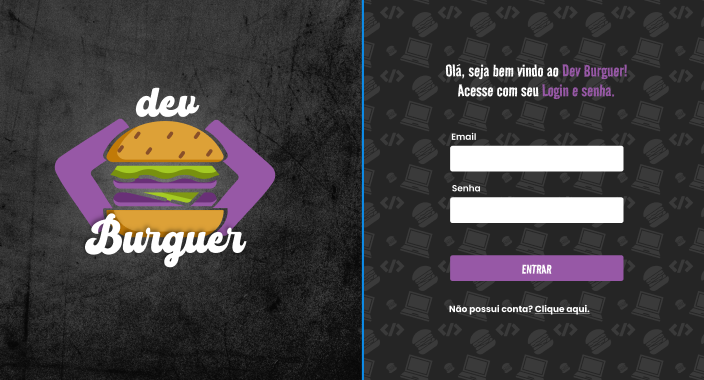 dev
Burguer
Olá, seja bem vindo ao Dev Burguer!
Acesse com seu Login e senha.
Email
Senha
ENTRAR
Não possui conta? Clique aqui.